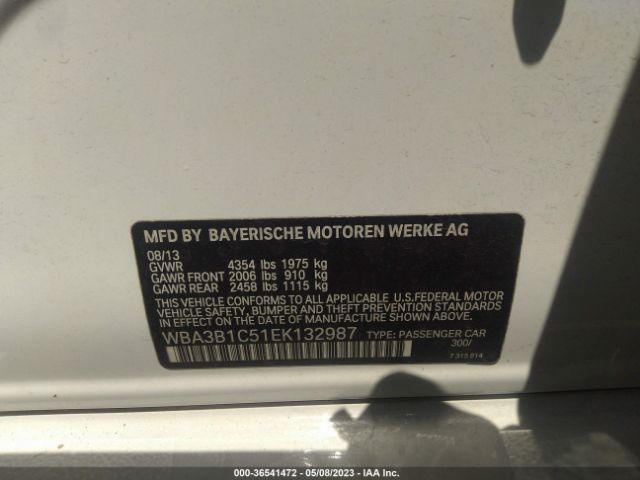 MFD BY BAYERISCHE MOTOREN WERKE AG
08/13
GVWR 4354 lbs 1975 kg
GAWR FRONT 2006 lbs 910 kg
GAWR REAR 2458 lbs 1115 kg
THIS VEHICLE CONFORMS TO ALL APPLICABLE U.S.FEDERAL MOTOR
VEHICLE SAFETY, BUMPER AND THEFT PREVENTION STANDARDS
IN EFFECT ON THE DATE OF MANUFACTURE SHOWN ABOVE.
WBA3B1C51EK132987 TYPE: PASSENGER CAR
300/
7 315 014
000-36541472 - 05/08/2023 - IAA Inc.